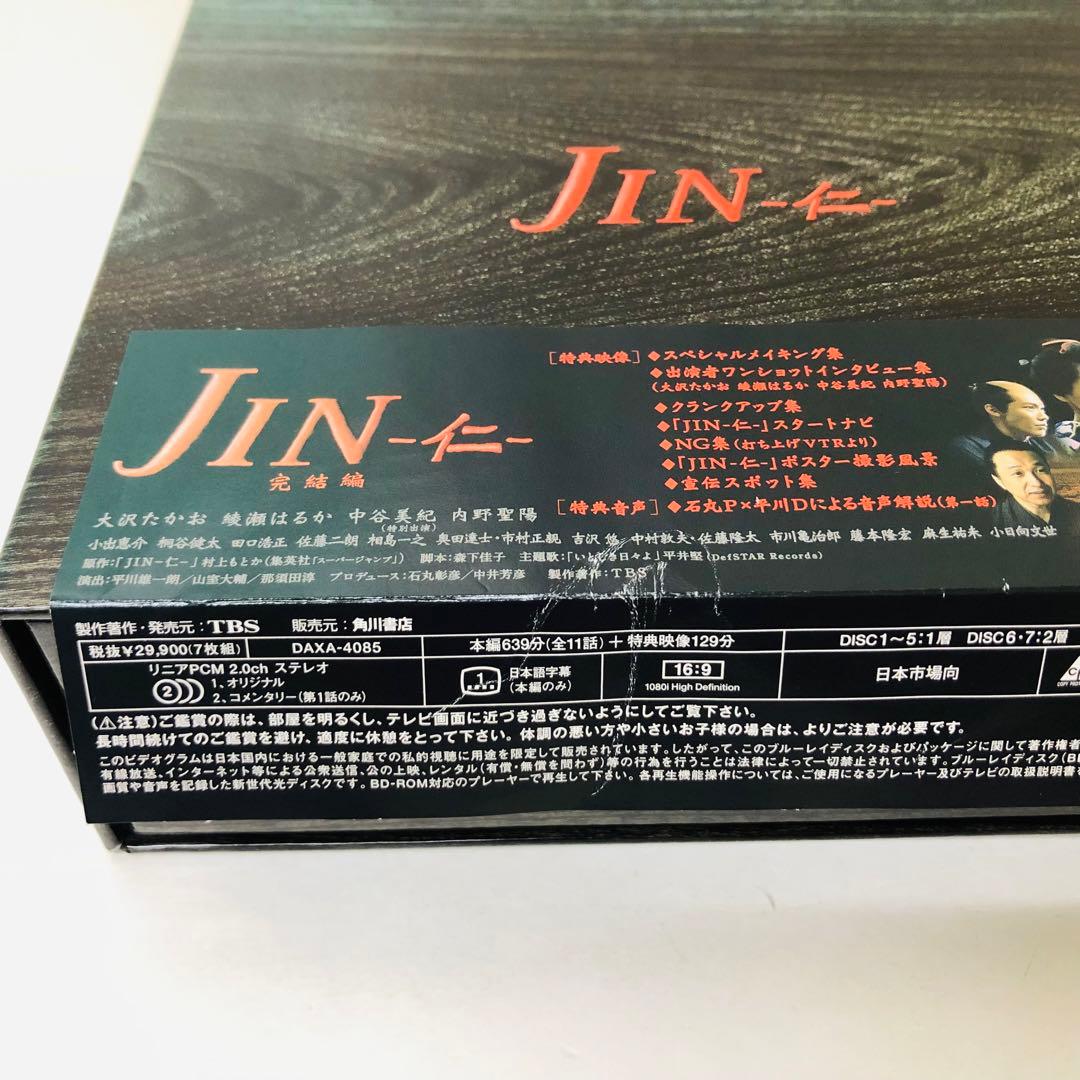 JIN-仁-
JIN-仁-
完結編
大沢たかお 綾瀬はるか 中谷美紀 内野聖陽
(特別出演)
小出恵介 桐谷健太 田口浩正 佐藤二朗 相島一之 奥田達士・市村正親 吉沢悠 中村敦夫・佐藤隆太 市川亀治郎 藤本隆宏 麻生祐未 小日向文世
原作:「JIN-仁-」村上もとか(集英社「スーパージャンプ」) 脚本:森下佳子 主題歌:「いとしき日々よ」平井堅(DefSTAR Records)
演出:平川雄一朗/山室大輔/那須田淳 プロデュース:石丸彰彦/中井芳彦 製作著作:TBS
[特典映像]◆スペシャルメイキング集
◆出演者ワンショットインタビュー集
(大沢たかお 綾瀬はるか 中谷美紀 内野聖陽)
◆クランクアップ集
◆「JIN-仁-」スタートナビ
◆NG集(打ち上げVTRより)
◆「JIN-仁-」ポスター撮影風景
◆宣伝スポット集
[特典音声]◆石丸P×平川Dによる音声解説(第一話)
製作著作・発売元:TBS 販売元:角川書店
税抜¥29,900(7枚組) DAXA-4085 本編639分(全11話)+特典映像129分 DISC1〜5:1層 DISC6・7:2層
リニアPCM 2.0ch ステレオ
2 1、オリジナル
2、コメンタリー(第1話のみ)
1 日本語字幕
(本編のみ)
16:9
1080i High Definition
日本市場向
(⚠注意)ご鑑賞の際は、部屋を明るくし、テレビ画面に近づき過ぎないようにしてご覧下さい。
長時間続けてのご鑑賞を避け、適度に休憩をとって下さい。体調の悪い方や小さいお子様の場合は、よりご注意が必要です。
このビデオグラムは日本国内における一般家庭での私的視聴に用途を限定して販売されています。したがって、このブルーレイディスクおよびパッケージに関して著作権者
有線放送、インターネット等による公衆送信、公の上映、レンタル(有償・無償を問わず)等の行為を行うことは法律によって一切禁止されています。ブルーレイディスク(BD
画質や音声を記録した新世代光ディスクです。BD-ROM対応のプレーヤーで再生して下さい。各再生機能操作については、ご使用になるプレーヤー及びテレビの取扱説明書を